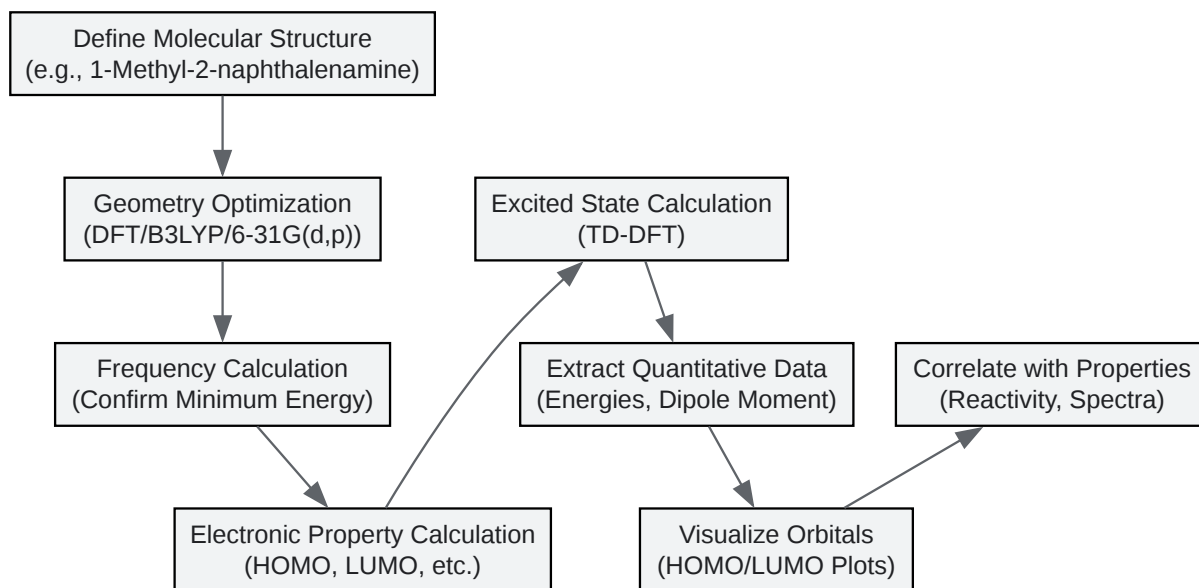 Define Molecular Structure
(e.g., 1-Methyl-2-naphthalenamine)
Geometry Optimization
(DFT/B3LYP/6-31G(d,p))
Frequency Calculation
(Confirm Minimum Energy)
Electronic Property Calculation
(HOMO, LUMO, etc.)
Excited State Calculation
(TD-DFT)
Extract Quantitative Data
(Energies, Dipole Moment)
Visualize Orbitals
(HOMO/LUMO Plots)
Correlate with Properties
(Reactivity, Spectra)